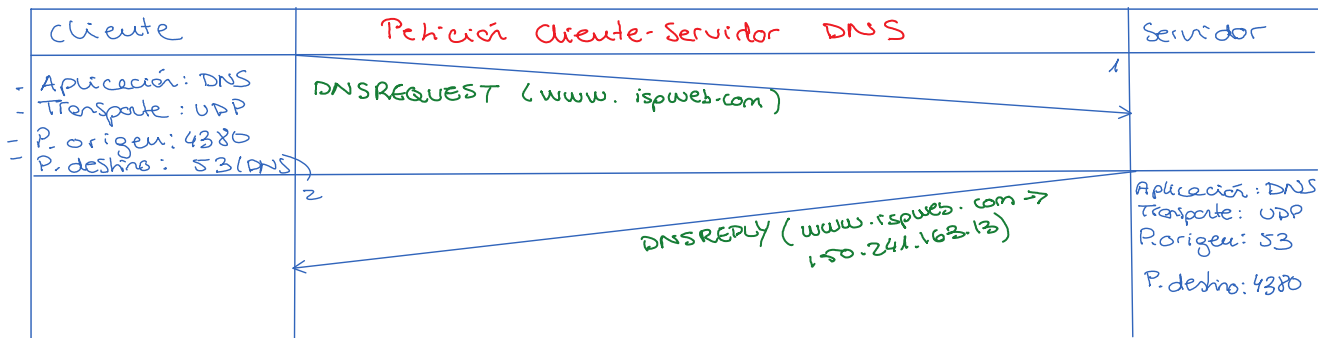 Cliente
Petición Cliente-Servidor DNS
Servidor
- Aplicación: DNS
- Transporte: UDP
- P. origen: 4380
- P. destino: 53 (DNS)
1
DNSREQUEST (www.ispweb.com)
2
DNSREPLY (www.ispweb.com →
150.241.163.13)
Aplicación: DNS
Transporte: UDP
P.origen: 53
P. destino: 4380